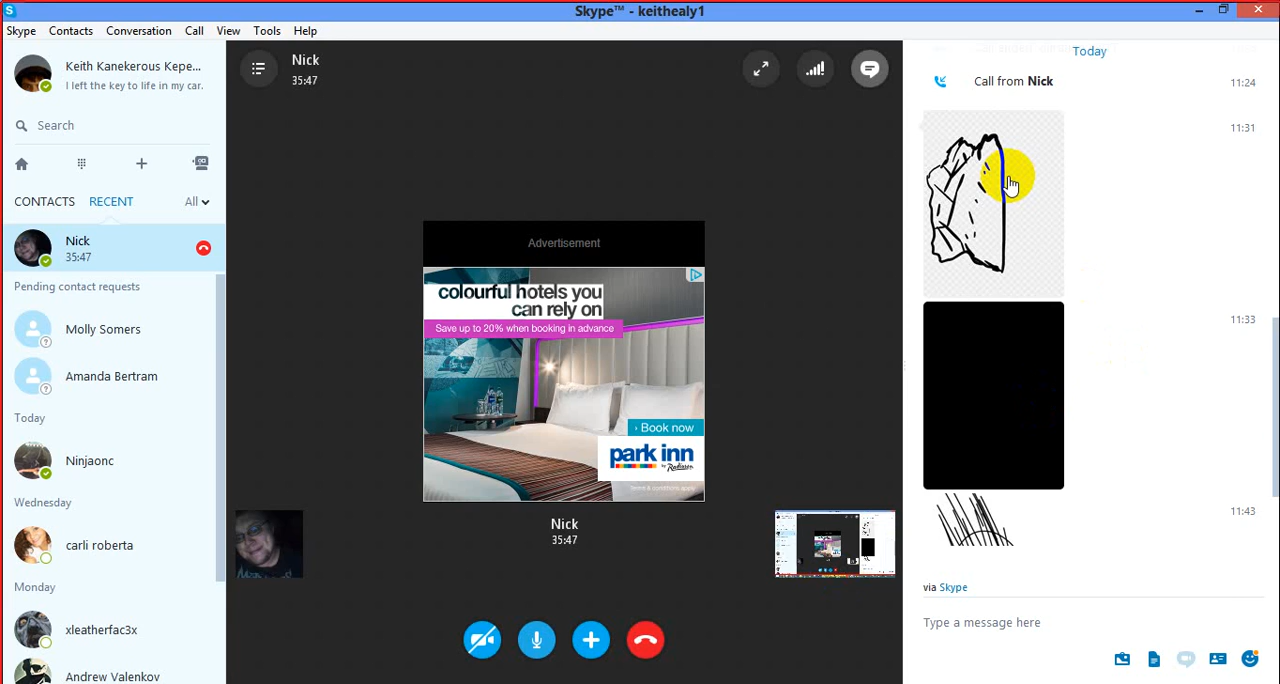 Skype™ - keithealy1
Skype Contacts Conversation Call View Tools Help
Keith Kanekerous Kepe...
I left the key to life in my car.
Search
CONTACTS RECENT All
Nick
35:47
Pending contact requests
Molly Somers
Amanda Bertram
Today
Ninjaonc
Wednesday
carli roberta
Monday
xleatherfac3x
Andrew Valenkov
Nick
35:47
Advertisement
colourful hotels you
can rely on
Save up to 20% when booking in advance
› Book now
park inn
by Radisson
Terms & conditions apply
Nick
35:47
Today
Call from Nick 11:24
11:31
11:33
11:43
via Skype
Type a message here